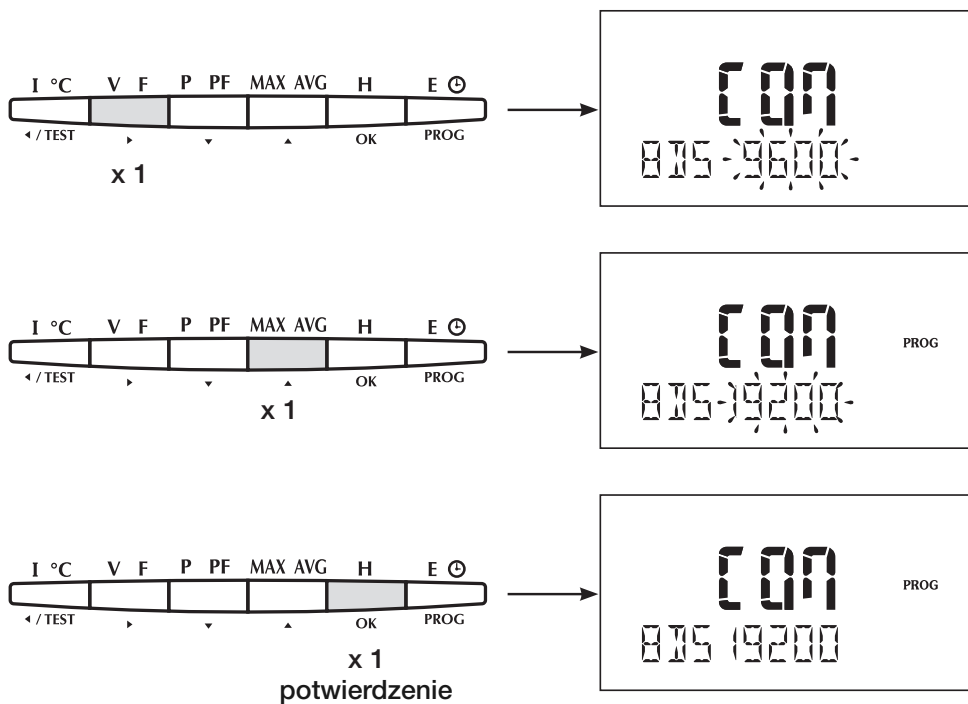 I °C V F P PF MAX AVG H E
◂ / TEST ▸ ▾ ▴ OK PROG
x 1
COM
BDS 9600
I °C V F P PF MAX AVG H E
◂ / TEST ▸ ▾ ▴ OK PROG
x 1
COM
PROG
BDS 19200
I °C V F P PF MAX AVG H E
◂ / TEST ▸ ▾ ▴ OK PROG
x 1
potwierdzenie
COM
PROG
BDS 19200